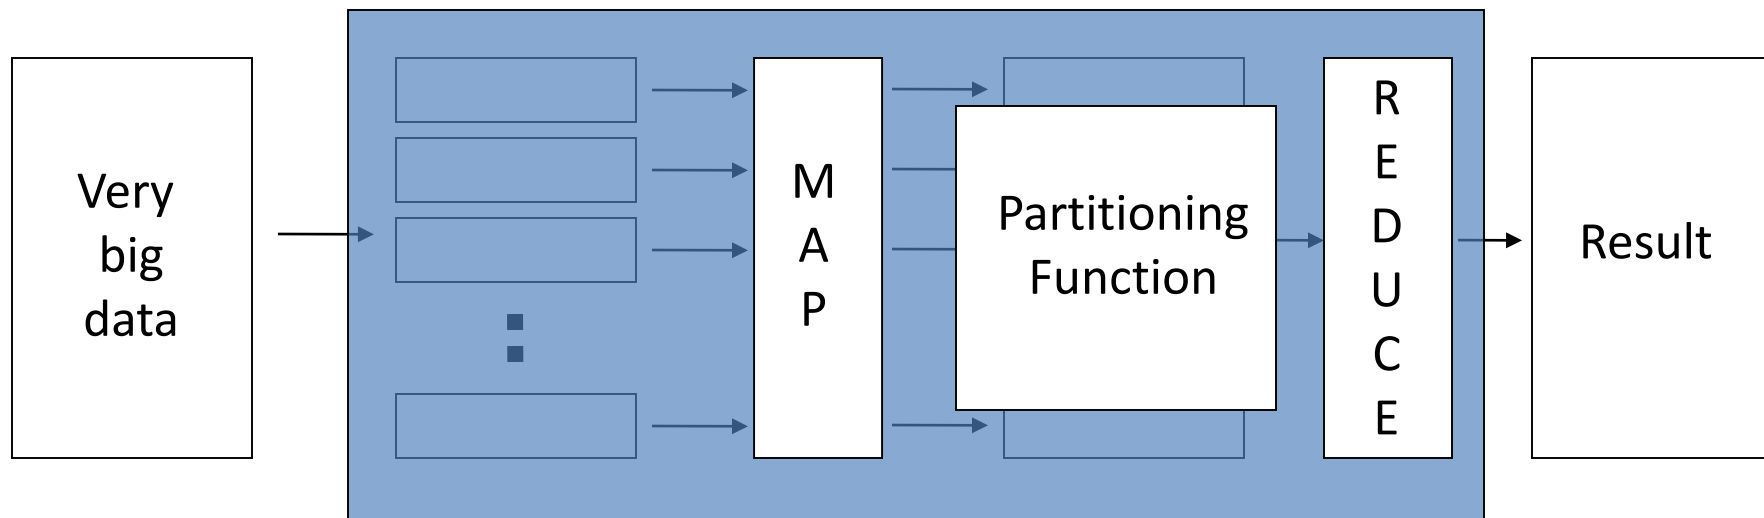 Very
big
data
M
A
P
Partitioning
Function
R
E
D
U
C
E
Result